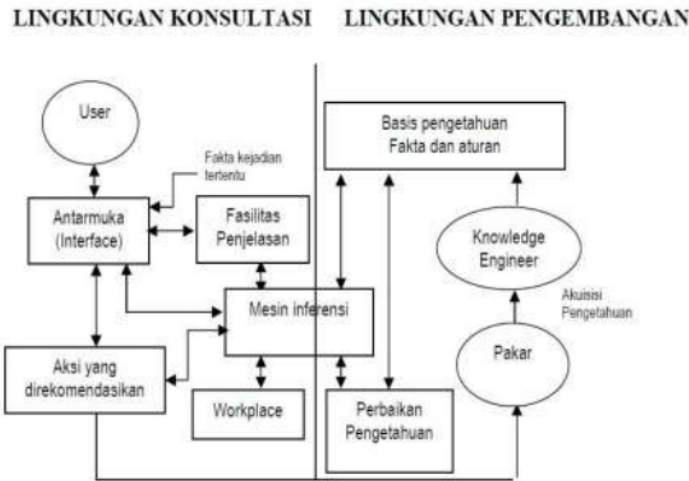 LINGKUNGAN KONSULTASI
LINGKUNGAN PENGEMBANGAN
User
Basis pengetahuan
Fakta dan aturan
Fakta kejadian
tertentu
Antarmuka
(Interface)
Fasilitas
Penjelasan
Knowledge
Engineer
Mesin inferensi
Akuisisi
Pengetahuan
Aksi yang
direkomendasikan
Pakar
Workplace
Perbaikan
Pengetahuan